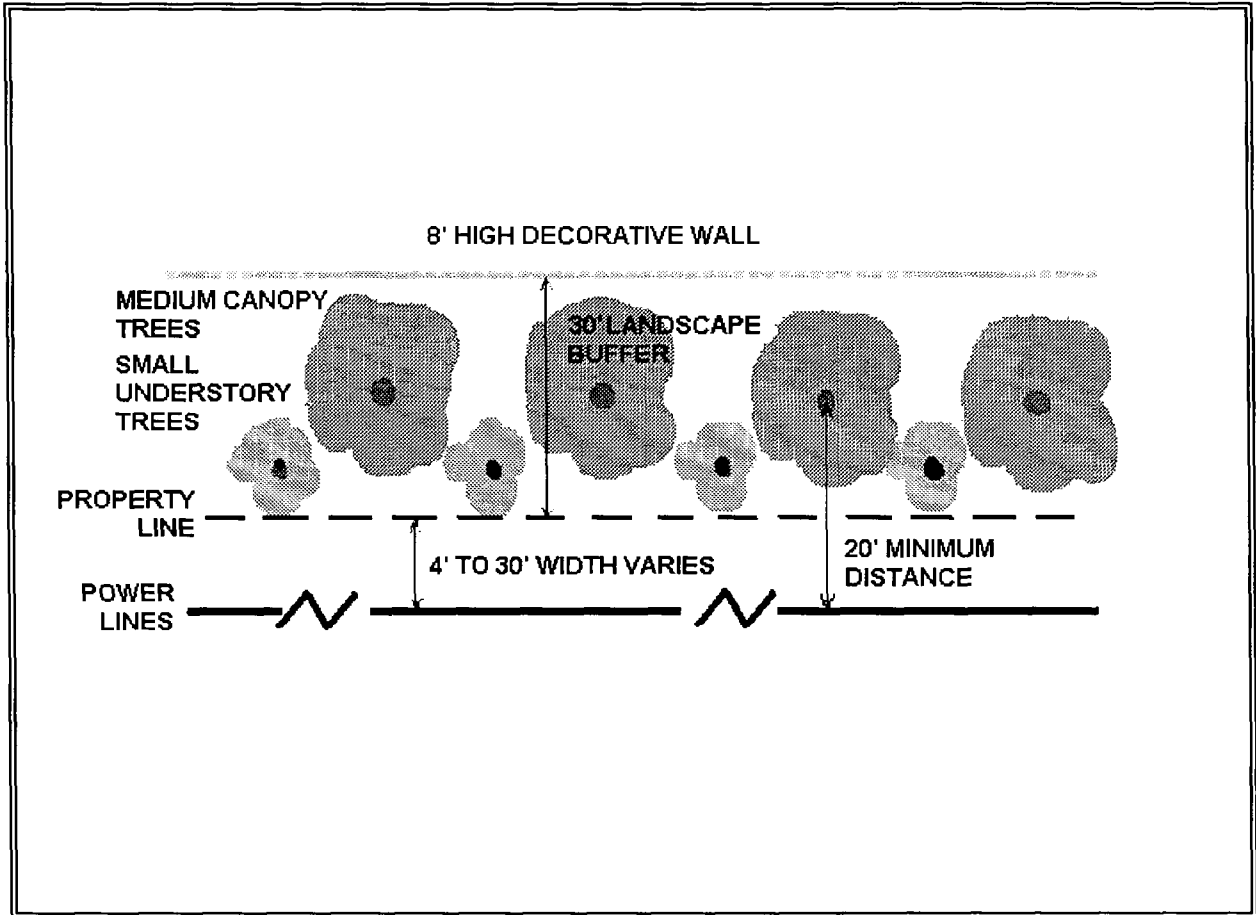 8' HIGH DECORATIVE WALL
MEDIUM CANOPY
TREES
30' LANDSCAPE
BUFFER
SMALL
UNDERSTORY
TREES
PROPERTY
LINE
4' TO 30' WIDTH VARIES
20' MINIMUM
DISTANCE
POWER
LINES